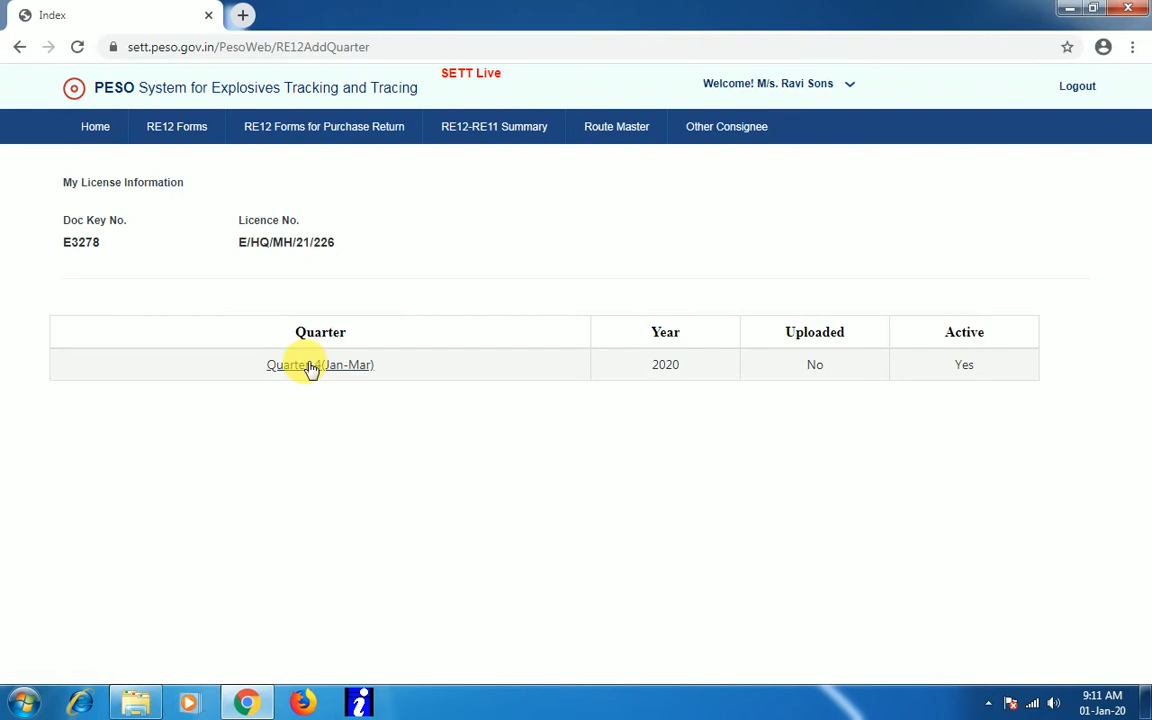 Index
sett.peso.gov.in/PesoWeb/RE12AddQuarter
SETT Live
PESO System for Explosives Tracking and Tracing
Welcome! M/s. Ravi Sons
Logout
Home RE12 Forms RE12 Forms for Purchase Return RE12-RE11 Summary Route Master Other Consignee
My License Information
Doc Key No. Licence No.
E3278 E/HQ/MH/21/226
Quarter Year Uploaded Active
Quarter 4(Jan-Mar) 2020 No Yes
9:11 AM
01-Jan-20